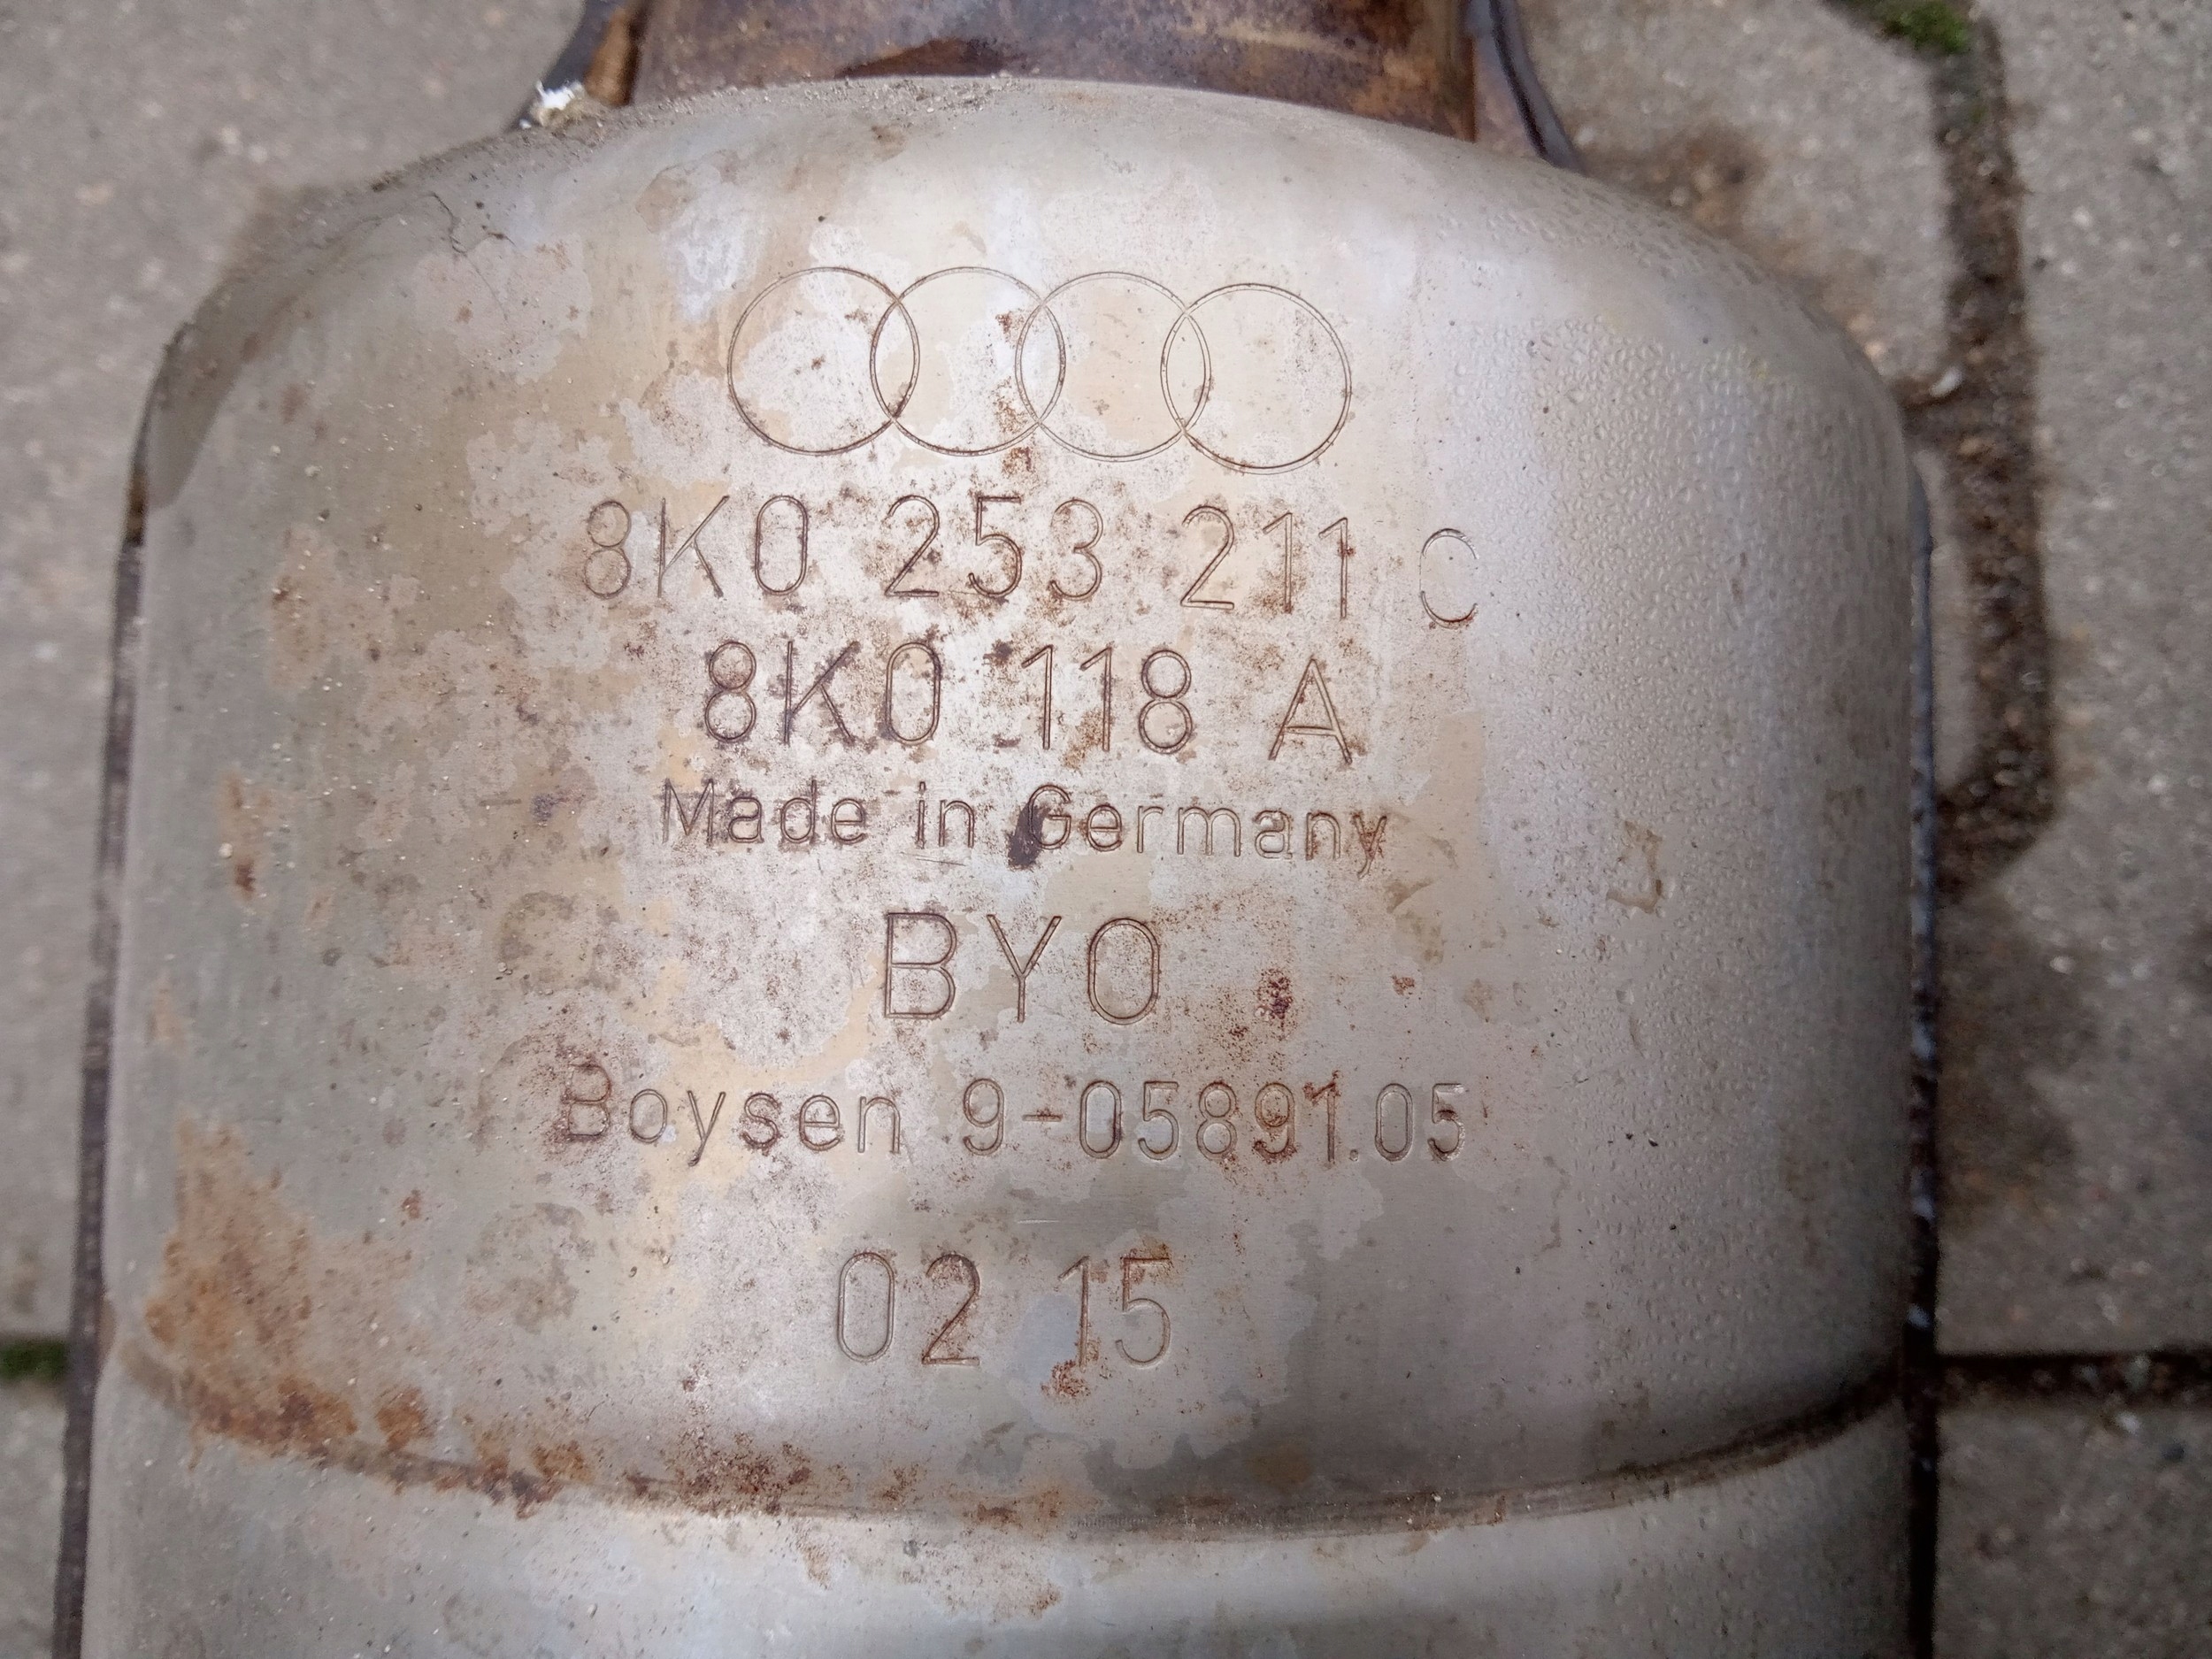 8K0 253 211 C
8K0 118 A
Made in Germany
BYO
Boysen 9-05891.05
02 15